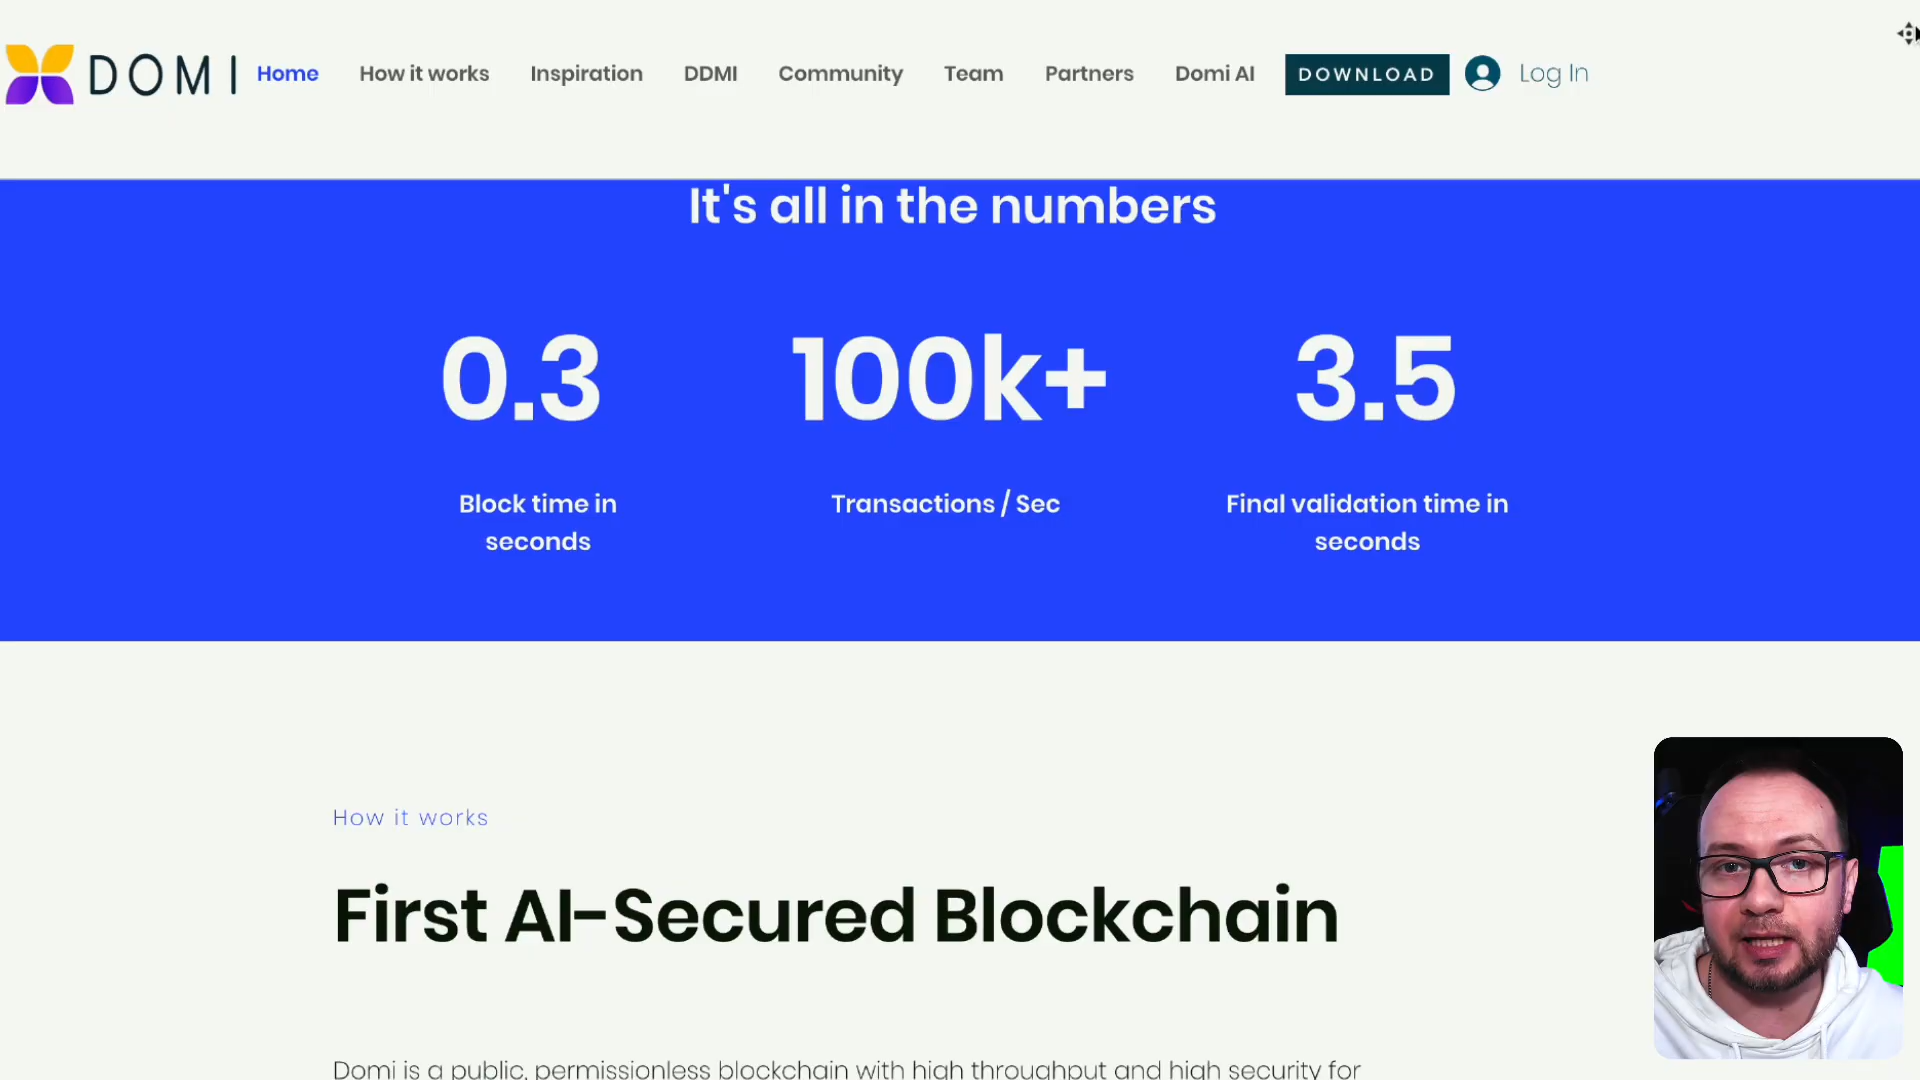 DOMI
Home How it works Inspiration DDMI Community Team Partners Domi AI DOWNLOAD Log In
It's all in the numbers
0.3 100k+ 3.5
Block time in Transactions / Sec Final validation time in
seconds seconds
How it works
First AI-Secured Blockchain
Domi is a public, permissionless blockchain with high throughput and high security for